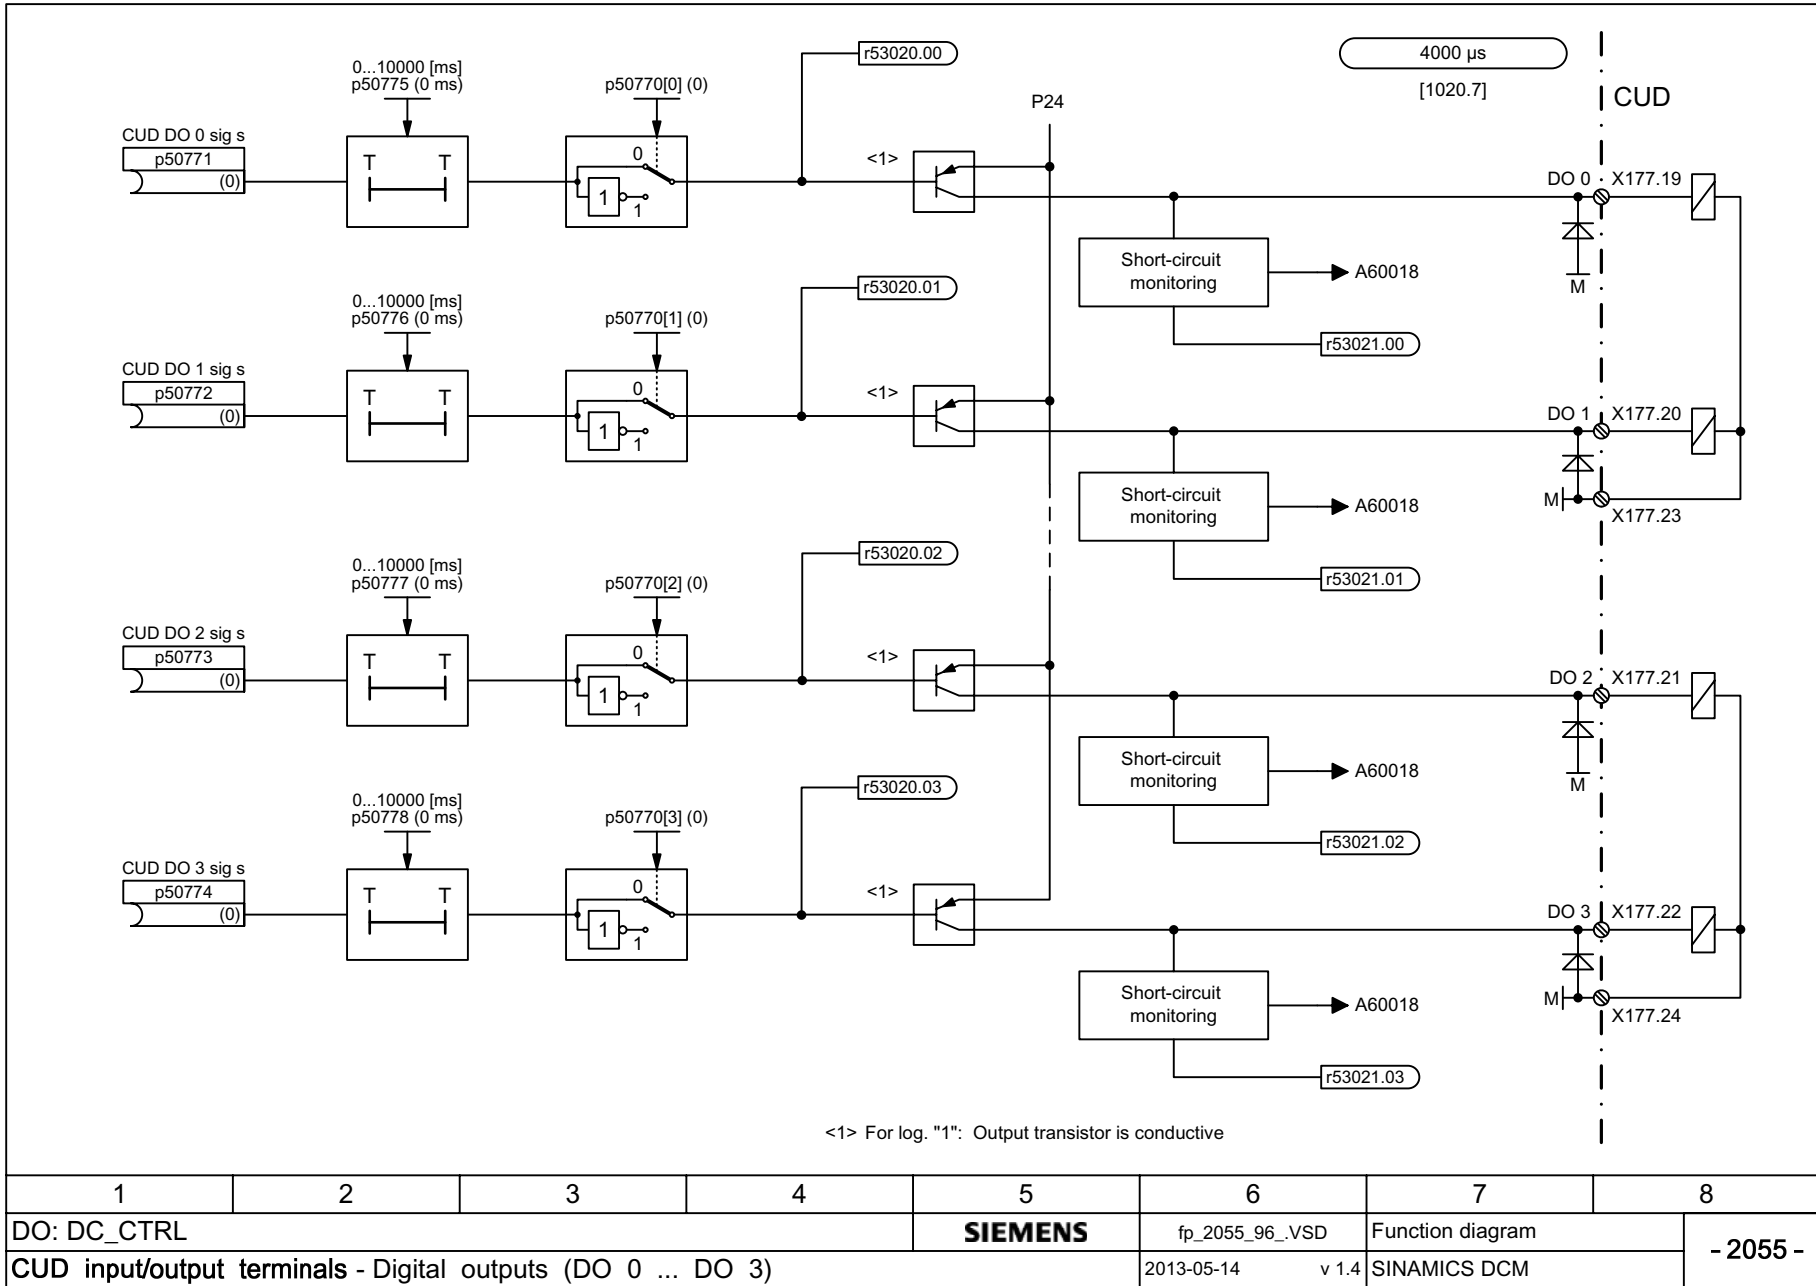 r53020.00
4000 µs
[1020.7]
CUD
0...10000 [ms]
p50775 (0 ms)
p50770[0] (0)
P24
CUD DO 0 sig s
p50771
(0)
T T
0
1
1
<1>
DO 0 X177.19
Short-circuit
monitoring
A60018
M
r53021.00
r53020.01
0...10000 [ms]
p50776 (0 ms)
p50770[1] (0)
CUD DO 1 sig s
p50772
(0)
T T
0
1
1
<1>
DO 1 X177.20
Short-circuit
monitoring
A60018
M
X177.23
r53021.01
r53020.02
0...10000 [ms]
p50777 (0 ms)
p50770[2] (0)
CUD DO 2 sig s
p50773
(0)
T T
0
1
1
<1>
DO 2 X177.21
Short-circuit
monitoring
A60018
M
r53021.02
r53020.03
0...10000 [ms]
p50778 (0 ms)
p50770[3] (0)
CUD DO 3 sig s
p50774
(0)
T T
0
1
1
<1>
DO 3 X177.22
Short-circuit
monitoring
A60018
M
X177.24
r53021.03
<1> For log. "1": Output transistor is conductive
1 2 3 4 5 6 7 8
DO: DC_CTRL SIEMENS fp_2055_96_.VSD Function diagram - 2055 -
CUD input/output terminals - Digital outputs (DO 0 ... DO 3) 2013-05-14 v 1.4 SINAMICS DCM